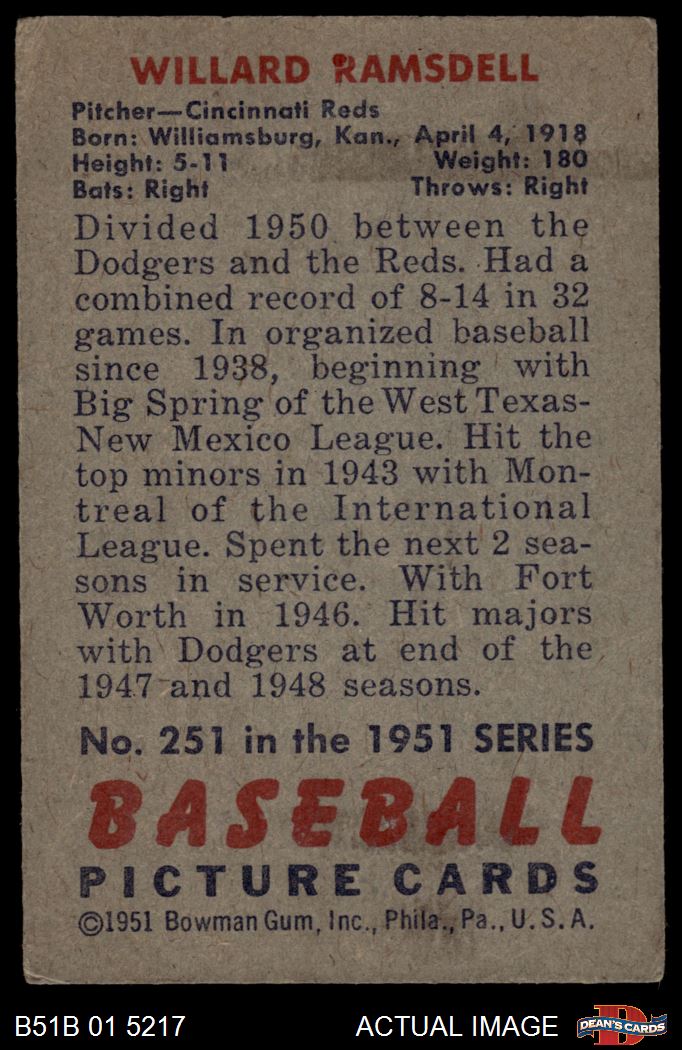 WILLARD RAMSDELL
Pitcher—Cincinnati Reds
Born: Williamsburg, Kan., April 4, 1918
Height: 5-11 Weight: 180
Bats: Right Throws: Right
Divided 1950 between the
Dodgers and the Reds. Had a
combined record of 8-14 in 32
games. In organized baseball
since 1938, beginning with
Big Spring of the West Texas-
New Mexico League. Hit the
top minors in 1943 with Mon-
treal of the International
League. Spent the next 2 sea-
sons in service. With Fort
Worth in 1946. Hit majors
with Dodgers at end of the
1947 and 1948 seasons.
No. 251 in the 1951 SERIES
BASEBALL
PICTURE CARDS
©1951 Bowman Gum, Inc., Phila., Pa., U.S.A.
B51B 01 5217 ACTUAL IMAGE D DEAN'S CARDS